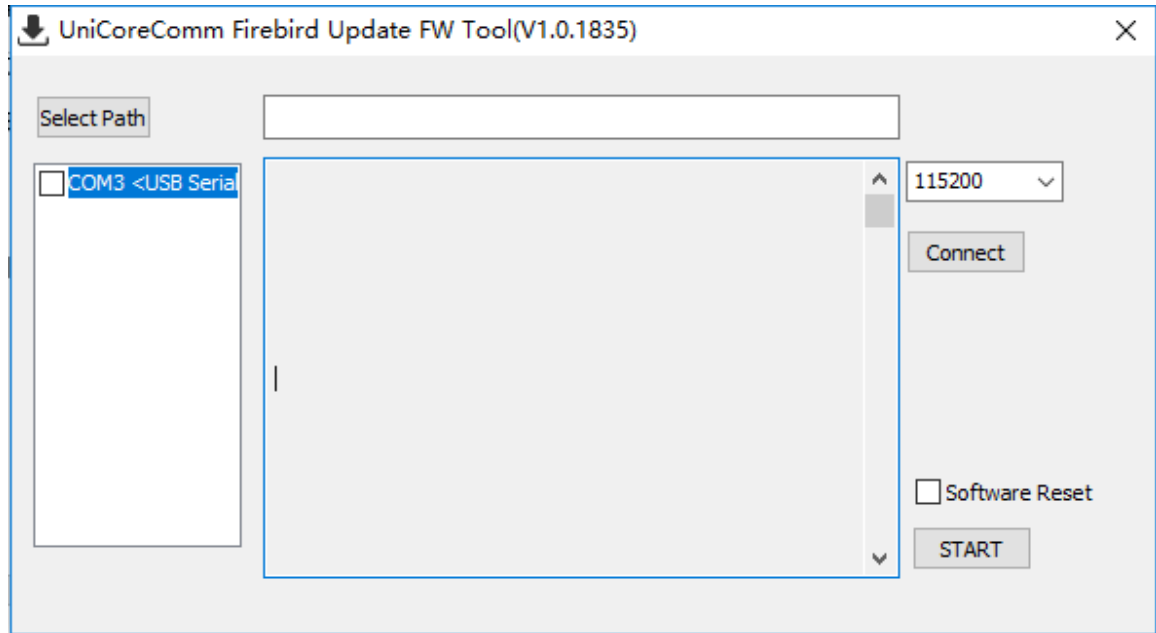 UniCoreComm Firebird Update FW Tool(V1.0.1835)
Select Path
COM3 <USB Serial
115200
Connect
Software Reset
START